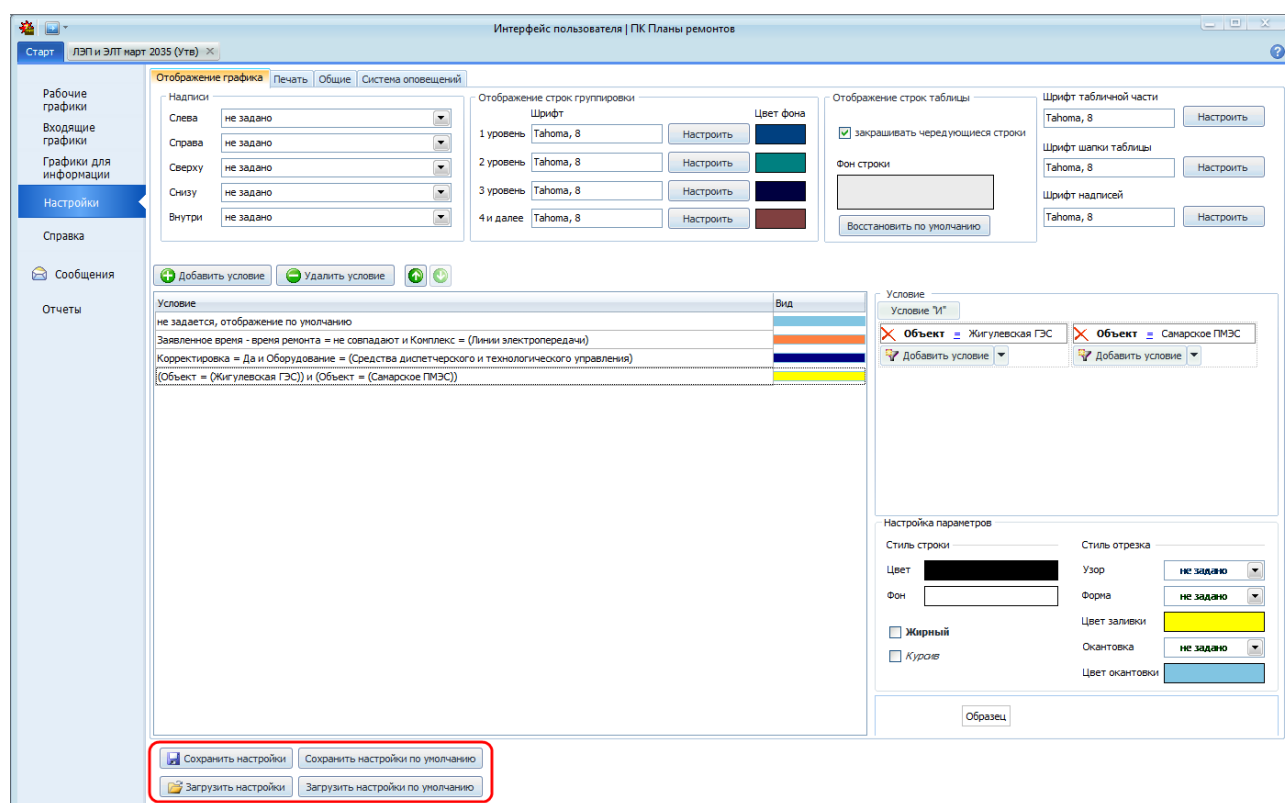 Интерфейс пользователя | ПК Планы ремонтов
Старт
ЛЭП и ЭЛТ март 2035 (Утв)
Рабочие графики
Входящие графики
Графики для информации
Настройки
Справка
Сообщения
Отчеты
Отображение графика Печать Общие Система оповещений
Надписи
Слева не задано
Справа не задано
Сверху не задано
Снизу не задано
Внутри не задано
Отображение строк группировки
Шрифт Цвет фона
1 уровень Tahoma, 8 Настроить
2 уровень Tahoma, 8 Настроить
3 уровень Tahoma, 8 Настроить
4 и далее Tahoma, 8 Настроить
Отображение строк таблицы
закрашивать чередующиеся строки
Фон строки
Восстановить по умолчанию
Шрифт табличной части
Tahoma, 8 Настроить
Шрифт шапки таблицы
Tahoma, 8 Настроить
Шрифт надписей
Tahoma, 8 Настроить
Добавить условие Удалить условие
Условие Вид
не задается, отображение по умолчанию
Заявленное время - время ремонта = не совпадают и Комплекс = (Линии электропередачи)
Корректировка = Да и Оборудование = (Средства диспетчерского и технологического управления)
(Объект = (Жигулевская ГЭС)) и (Объект = (Самарское ПМЭС))
Условие
Условие "И"
Объект = Жигулевская ГЭС Объект = Самарское ПМЭС
Добавить условие Добавить условие
Настройка параметров
Стиль строки
Цвет
Фон
Жирный
Курсив
Стиль отрезка
Узор не задано
Форма не задано
Цвет заливки
Окантовка не задано
Цвет окантовки
Образец
Сохранить настройки Сохранить настройки по умолчанию
Загрузить настройки Загрузить настройки по умолчанию